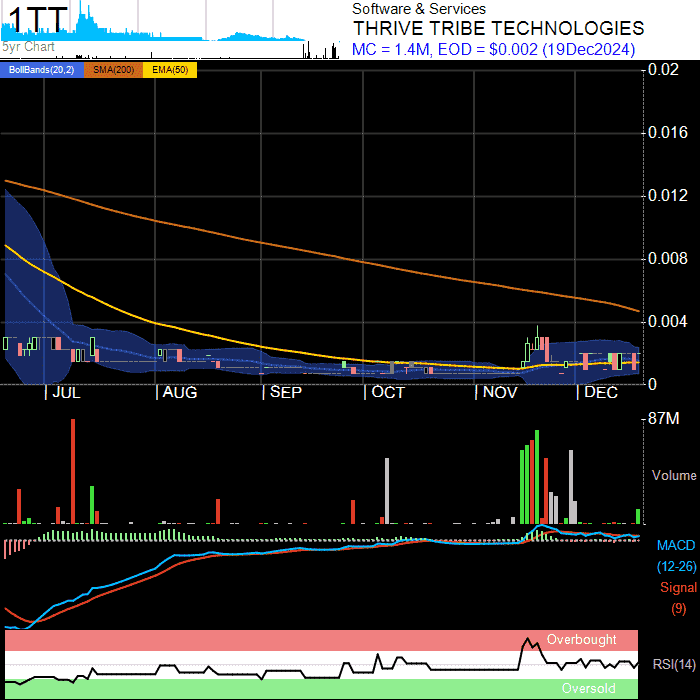 1TT
Software & Services
THRIVE TRIBE TECHNOLOGIES
5yr Chart
MC = 1.4M, EOD = $0.002 (19Dec2024)
BollBands(20,2) SMA(200) EMA(50)
0.02
0.016
0.012
0.008
0.004
0
JUL AUG SEP OCT NOV DEC
87M
Volume
MACD
(12-26)
Signal
(9)
Overbought
RSI(14)
Oversold